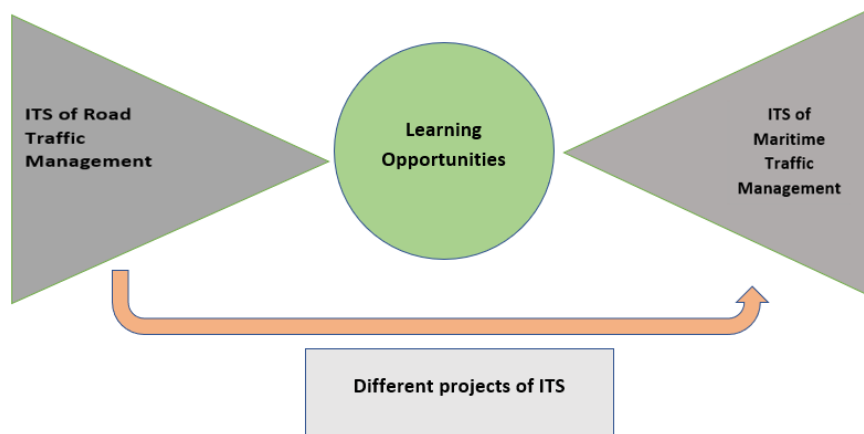 ITS of Road
Traffic
Management
Learning
Opportunities
ITS of
Maritime
Traffic
Management
Different projects of ITS